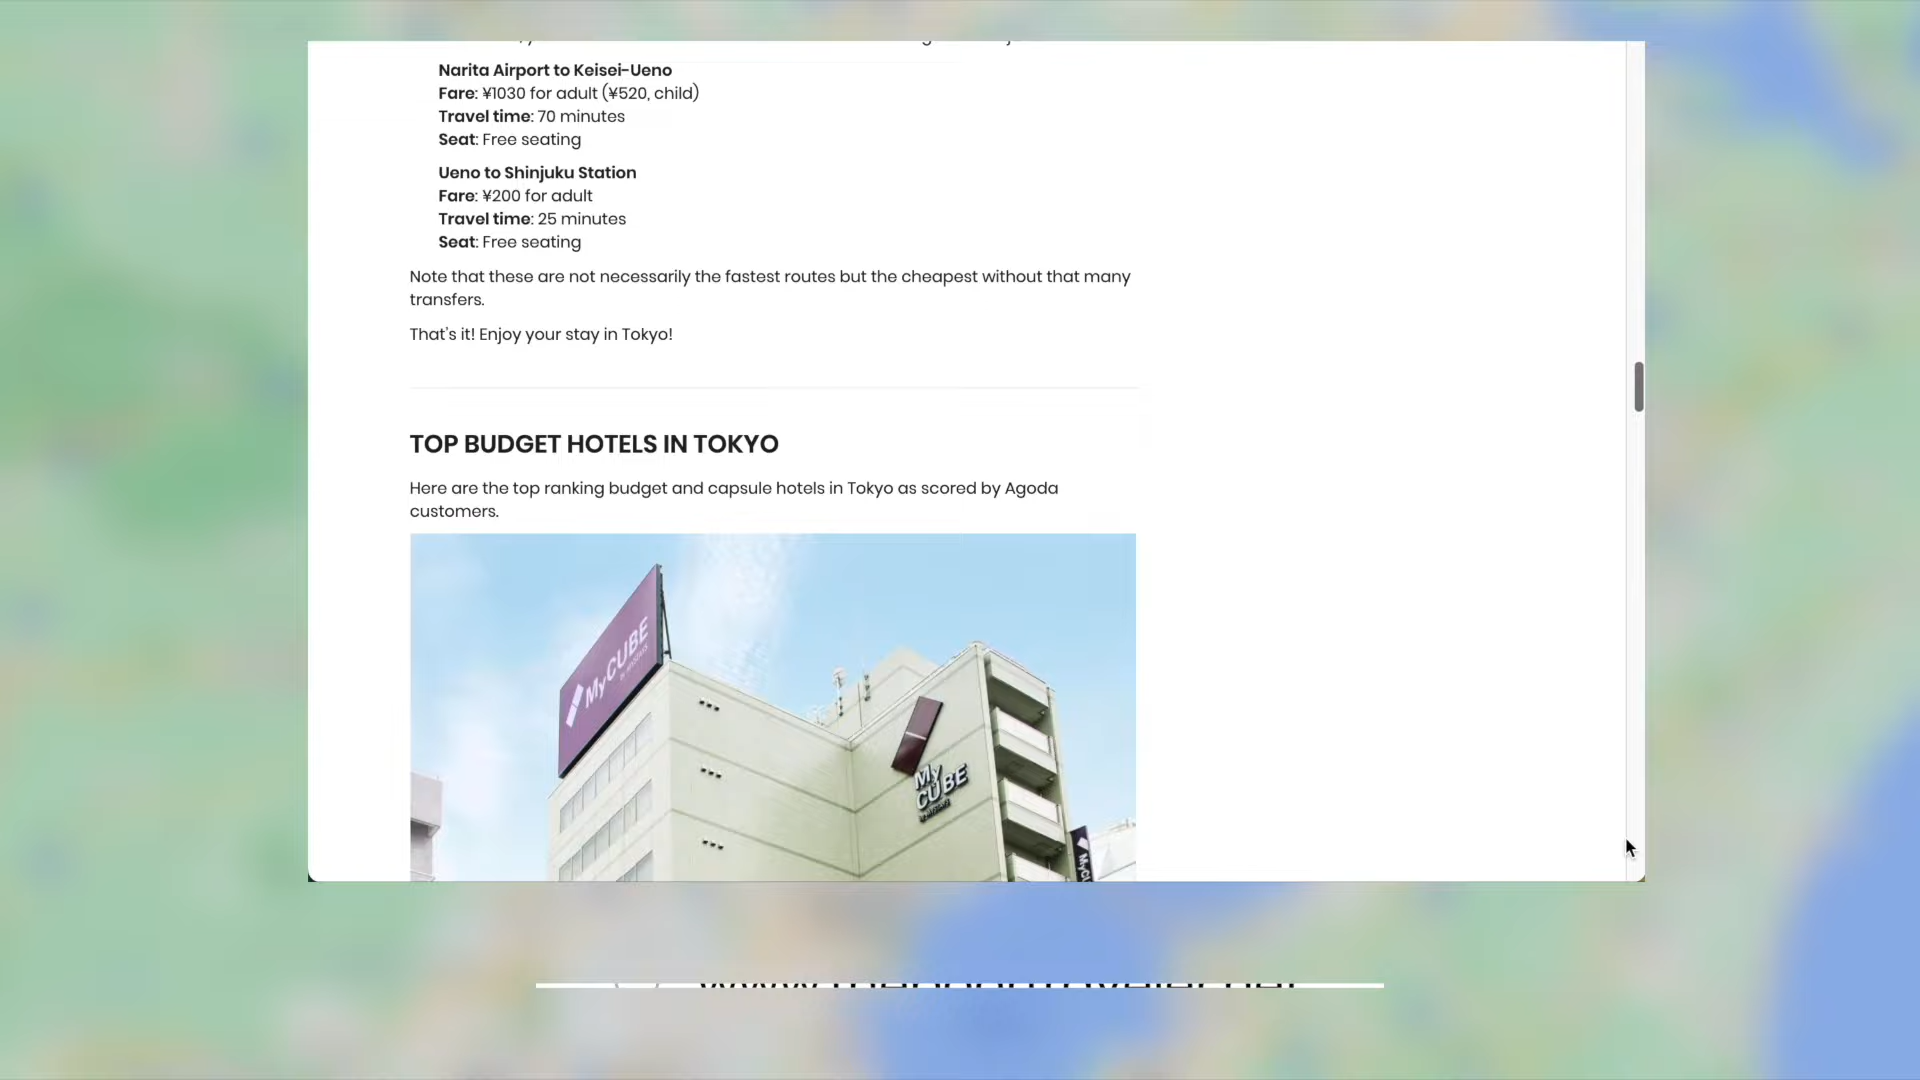 Narita Airport to Keisei-Ueno
Fare: ¥1030 for adult (¥520, child)
Travel time: 70 minutes
Seat: Free seating
Ueno to Shinjuku Station
Fare: ¥200 for adult
Travel time: 25 minutes
Seat: Free seating
Note that these are not necessarily the fastest routes but the cheapest without that many
transfers.
That's it! Enjoy your stay in Tokyo!
TOP BUDGET HOTELS IN TOKYO
Here are the top ranking budget and capsule hotels in Tokyo as scored by Agoda
customers.
MyCUBE
My
CUBE